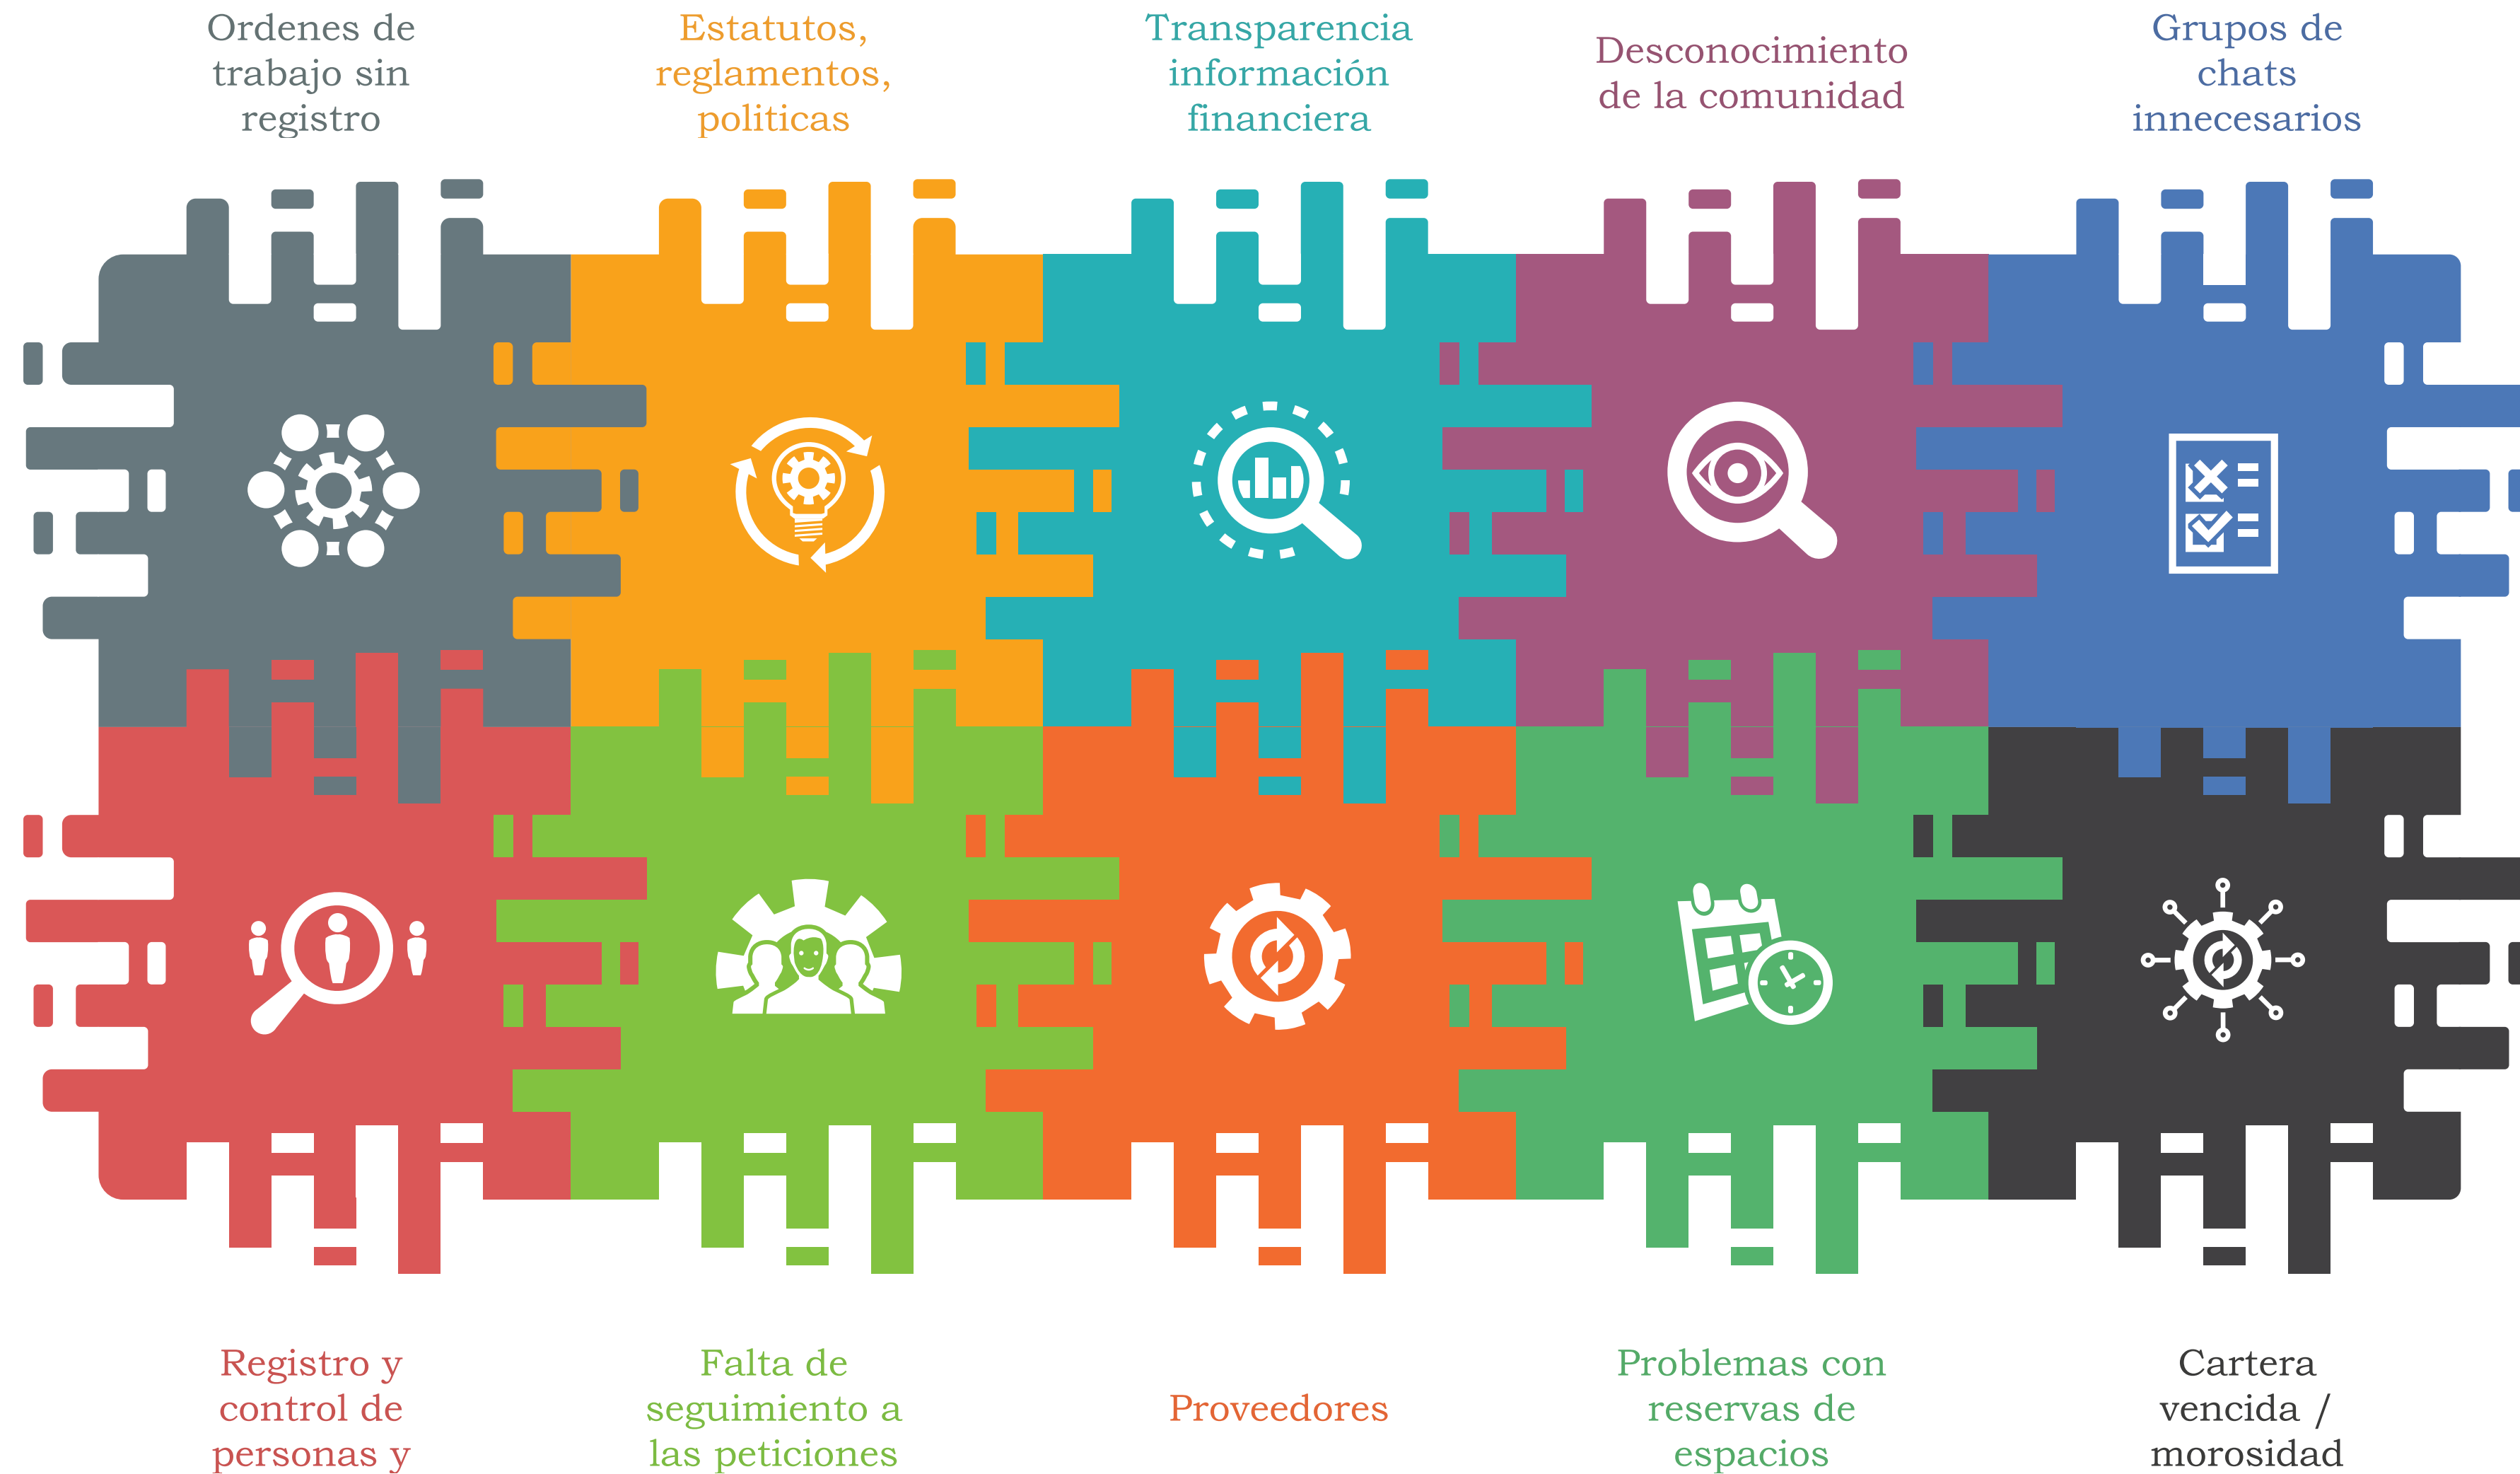 Ordenes de
trabajo sin
registro
Estatutos,
reglamentos,
politicas
Transparencia
información
financiera
Desconocimiento
de la comunidad
Grupos de
chats
innecesarios
Registro y
control de
personas y
Falta de
seguimiento a
las peticiones
Proveedores
Problemas con
reservas de
espacios
Cartera
vencida /
morosidad